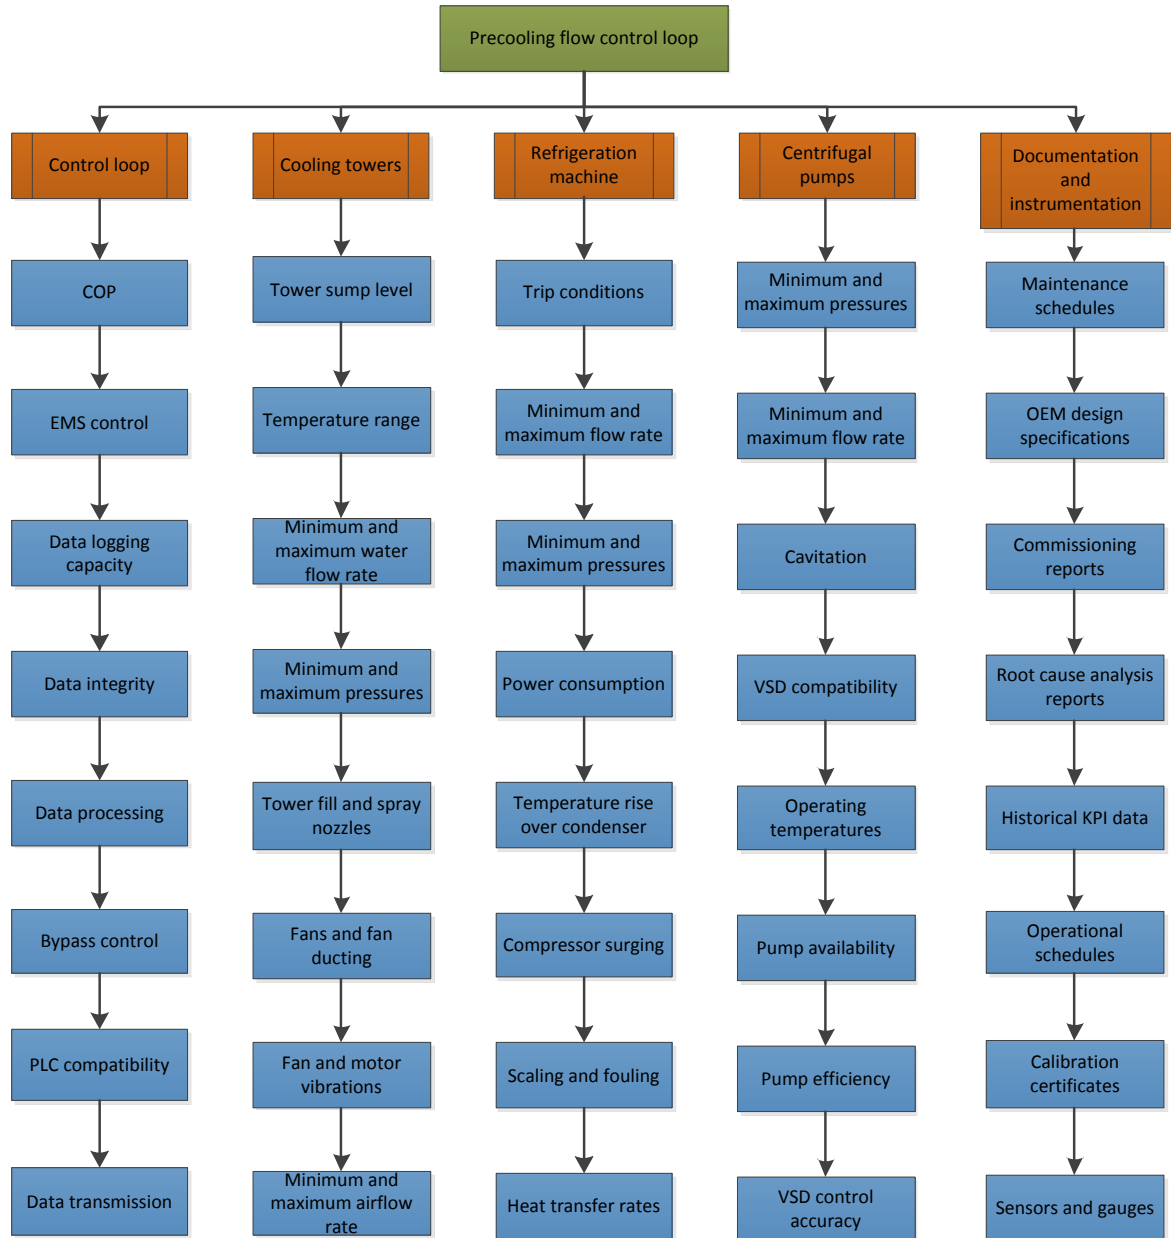 Precooling flow control loop
Control loop
Cooling towers
Refrigeration
machine
Centrifugal
pumps
Documentation
and
instrumentation
COP
EMS control
Data logging
capacity
Data integrity
Data processing
Bypass control
PLC compatibility
Data transmission
Tower sump level
Temperature range
Minimum and
maximum water
flow rate
Minimum and
maximum pressures
Tower fill and spray
nozzles
Fans and fan
ducting
Fan and motor
vibrations
Minimum and
maximum airflow
rate
Trip conditions
Minimum and
maximum flow rate
Minimum and
maximum pressures
Power consumption
Temperature rise
over condenser
Compressor surging
Scaling and fouling
Heat transfer rates
Minimum and
maximum pressures
Minimum and
maximum flow rate
Cavitation
VSD compatibility
Operating
temperatures
Pump availability
Pump efficiency
VSD control
accuracy
Maintenance
schedules
OEM design
specifications
Commissioning
reports
Root cause analysis
reports
Historical KPI data
Operational
schedules
Calibration
certificates
Sensors and gauges